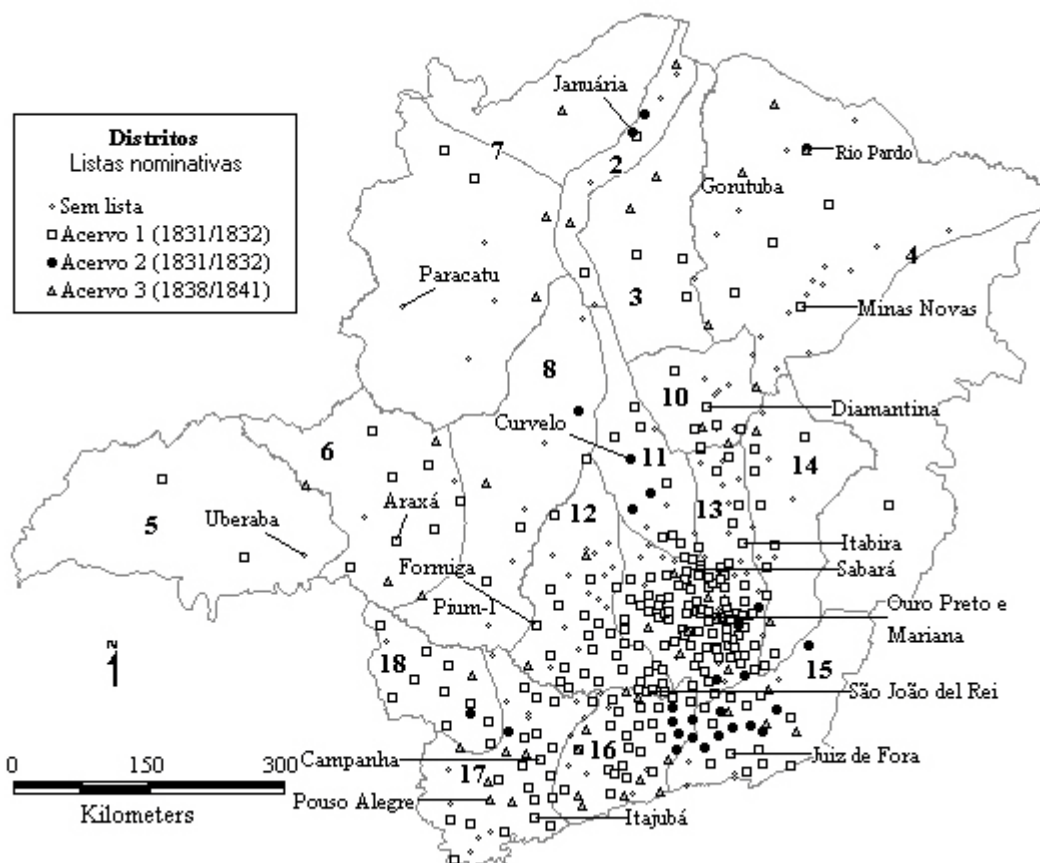 Distritos
Listas nominativas
Sem lista
Acervo 1 (1831/1832)
Acervo 2 (1831/1832)
Acervo 3 (1838/1841)
Januária
7
2
Rio Pardo
Gorutuba
4
Paracatu
3
Minas Novas
8
10
Diamantina
Curvelo
11
6
14
5
Araxá
12
13
Uberaba
Itabira
Formiga
Sabará
Pium-I
Ouro Preto e
Mariana
N
18
15
São João del Rei
16
Campanha
Juiz de Fora
17
0 150 300
Pouso Alegre
Kilometers
Itajubá